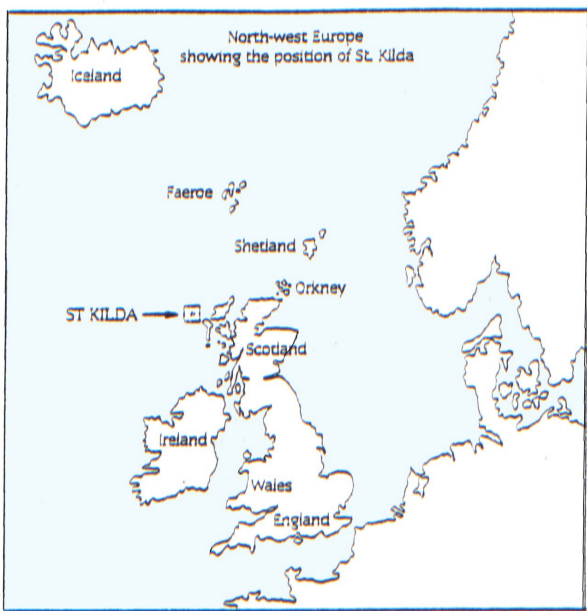 North-west Europe
showing the position of St. Kilda
Iceland
Faeroe
Shetland
Orkney
ST KILDA
Scotland
Ireland
Wales
England